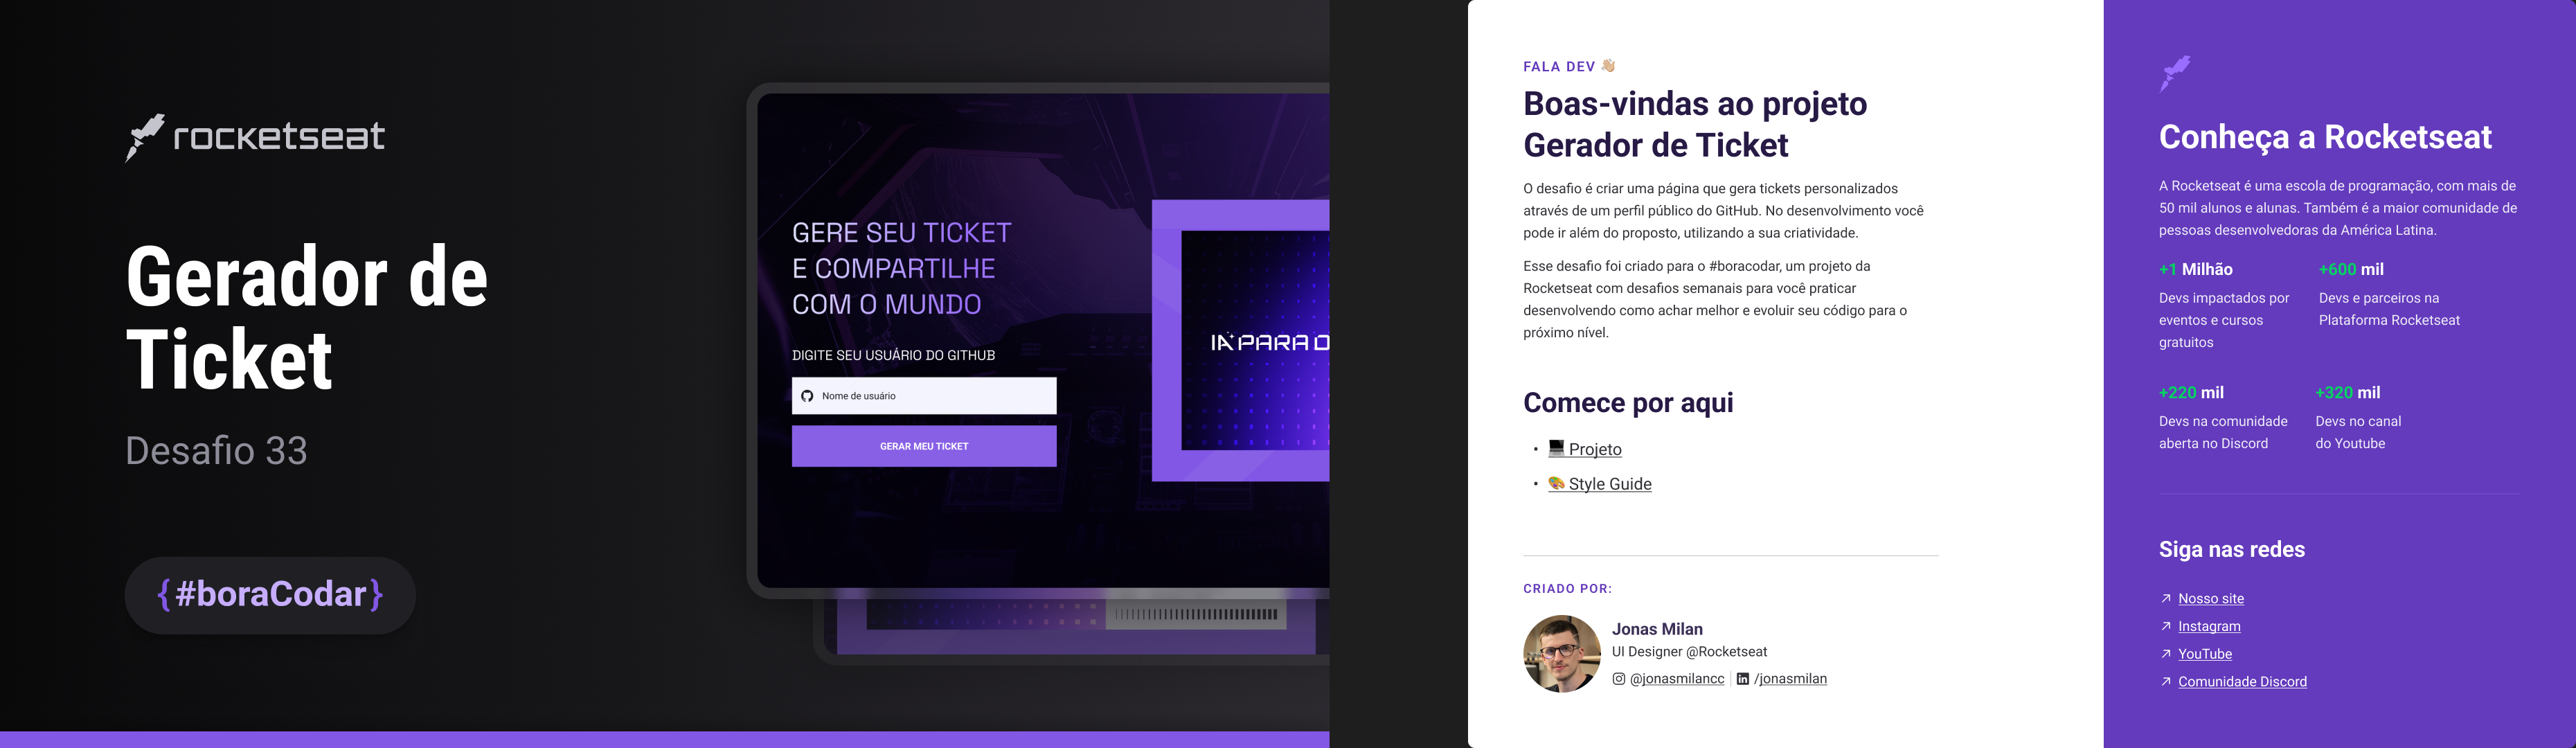 rocketseat
Gerador de
Ticket
Desafio 33
{#boraCodar}
GERE SEU TICKET
E COMPARTILHE
COM O MUNDO
DIGITE SEU USUÁRIO DO GITHUB
Nome de usuário
GERAR MEU TICKET
IA PARA D
FALA DEV 👋🏼
Boas-vindas ao projeto
Gerador de Ticket
O desafio é criar uma página que gera tickets personalizados
através de um perfil público do GitHub. No desenvolvimento você
pode ir além do proposto, utilizando a sua criatividade.
Esse desafio foi criado para o #boracodar, um projeto da
Rocketseat com desafios semanais para você praticar
desenvolvendo como achar melhor e evoluir seu código para o
próximo nível.
Comece por aqui
• 💻 Projeto
• 🎨 Style Guide
CRIADO POR:
Jonas Milan
UI Designer @Rocketseat
@jonasmilancc | /jonasmilan
Conheça a Rocketseat
A Rocketseat é uma escola de programação, com mais de
50 mil alunos e alunas. Também é a maior comunidade de
pessoas desenvolvedoras da América Latina.
+1 Milhão
Devs impactados por
eventos e cursos
gratuitos
+600 mil
Devs e parceiros na
Plataforma Rocketseat
+220 mil
Devs na comunidade
aberta no Discord
+320 mil
Devs no canal
do Youtube
Siga nas redes
↗ Nosso site
↗ Instagram
↗ YouTube
↗ Comunidade Discord